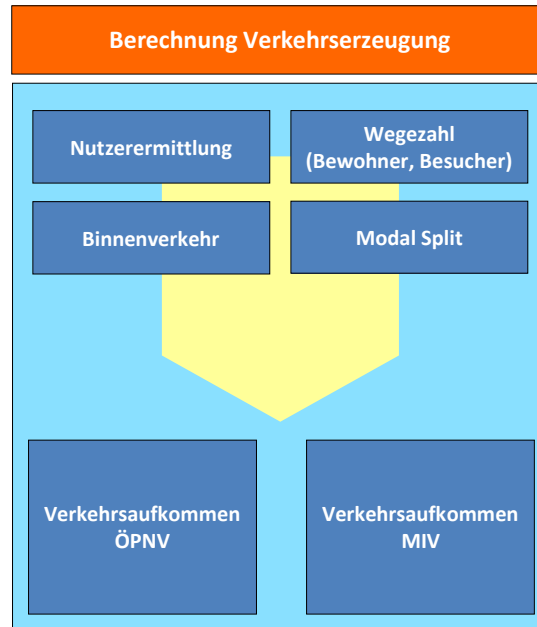 Berechnung Verkehrserzeugung
Nutzerermittlung
Wegezahl
(Bewohner, Besucher)
Binnenverkehr
Modal Split
Verkehrsaufkommen
ÖPNV
Verkehrsaufkommen
MIV